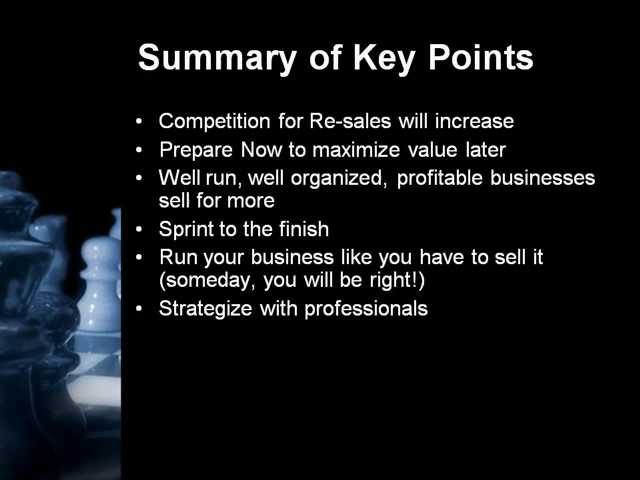 Summary of Key Points
• Competition for Re-sales will increase
• Prepare Now to maximize value later
• Well run, well organized, profitable businesses
sell for more
• Sprint to the finish
• Run your business like you have to sell it
(someday, you will be right!)
• Strategize with professionals